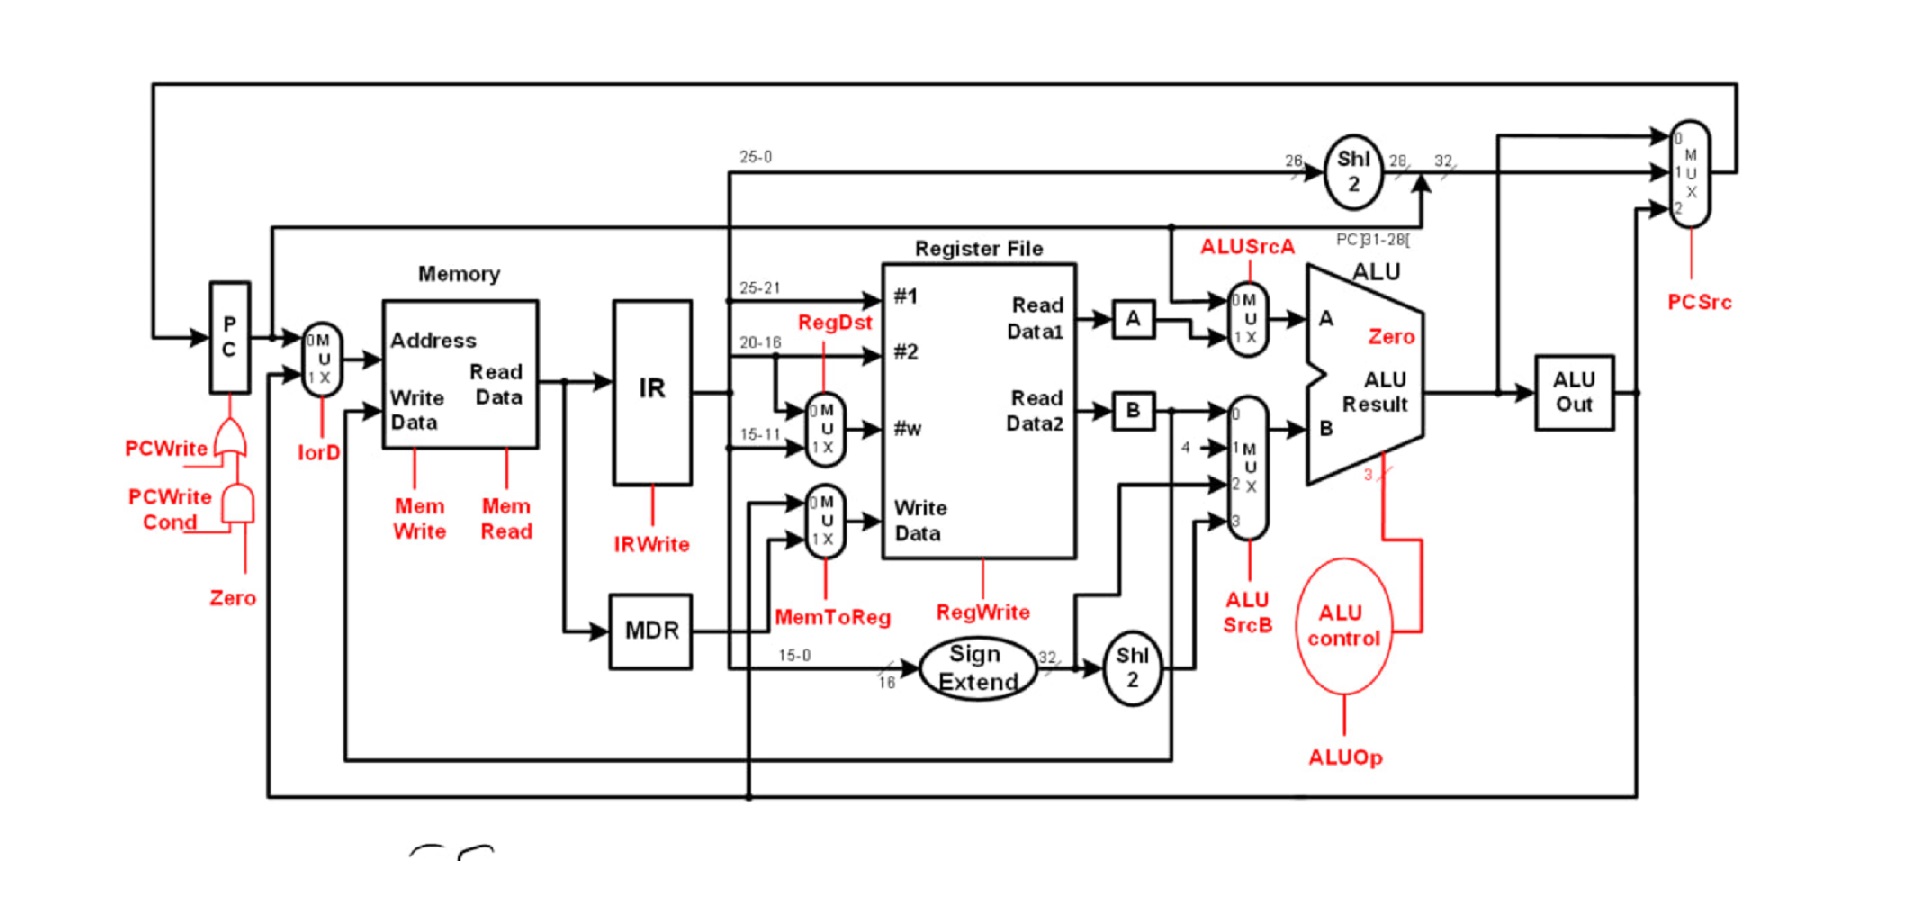 25-0
26
Shl
2
28
32
0
M
1 U
X
2
PC]31-28[
PCSrc
Register File
ALUSrcA
ALU
Memory
P
C
0 M
U
1 X
IorD
Address
Write
Data
Read
Data
Mem
Write
Mem
Read
PCWrite
PCWrite
Cond
Zero
IR
IRWrite
MDR
25-21
RegDst
20-16
15-11
0 M
U
1 X
0 M
U
1 X
MemToReg
#1
#2
#w
Write
Data
Read
Data1
Read
Data2
RegWrite
A
B
0 M
U
1 X
0
4
1 M
U
2 X
3
ALU
SrcB
A
Zero
ALU
Result
B
3
ALU
Out
ALU
control
ALUOp
15-0
16
Sign
Extend
32
Shl
2